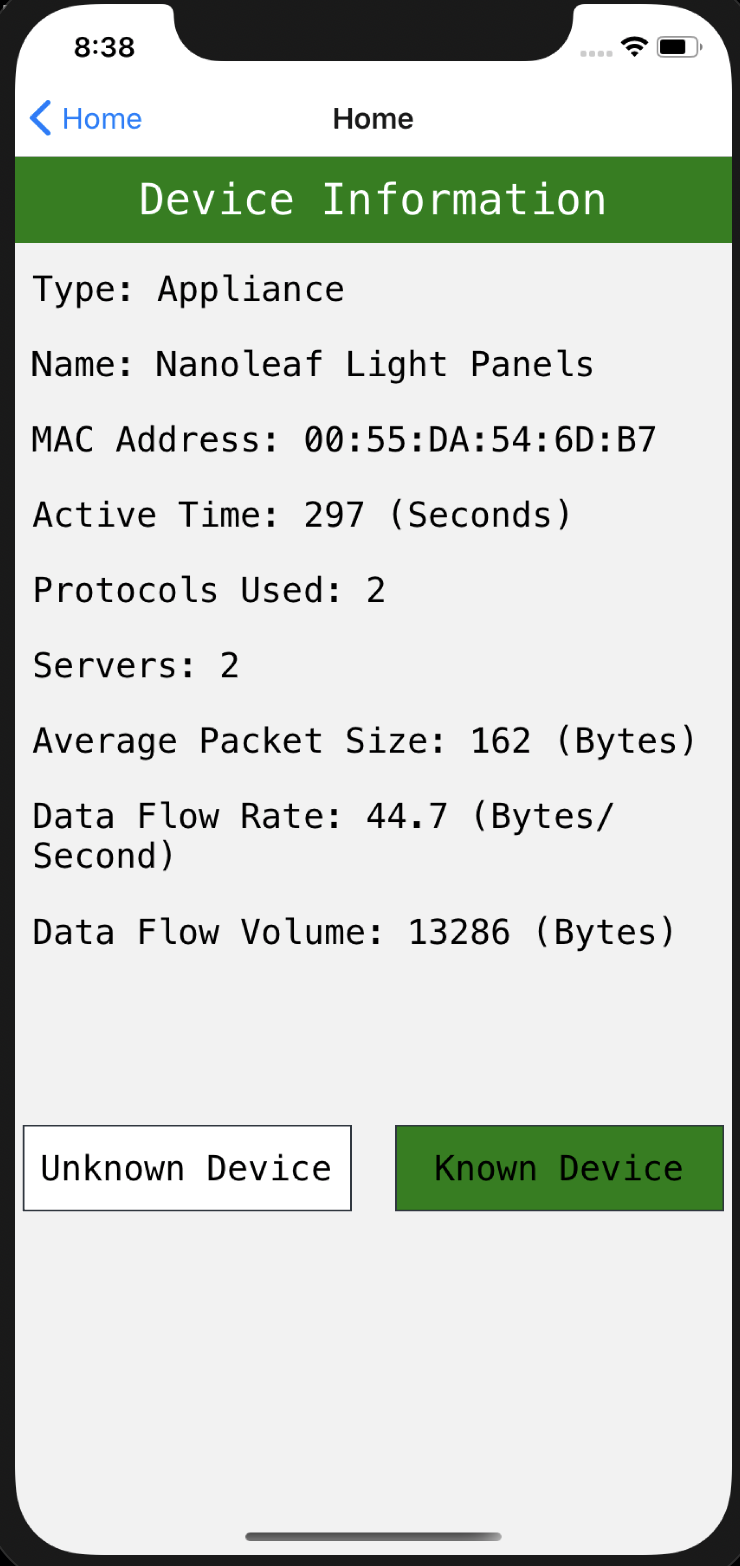 8:38
Home
Home
Device Information
Type: Appliance
Name: Nanoleaf Light Panels
MAC Address: 00:55:DA:54:6D:B7
Active Time: 297 (Seconds)
Protocols Used: 2
Servers: 2
Average Packet Size: 162 (Bytes)
Data Flow Rate: 44.7 (Bytes/
Second)
Data Flow Volume: 13286 (Bytes)
Unknown Device
Known Device